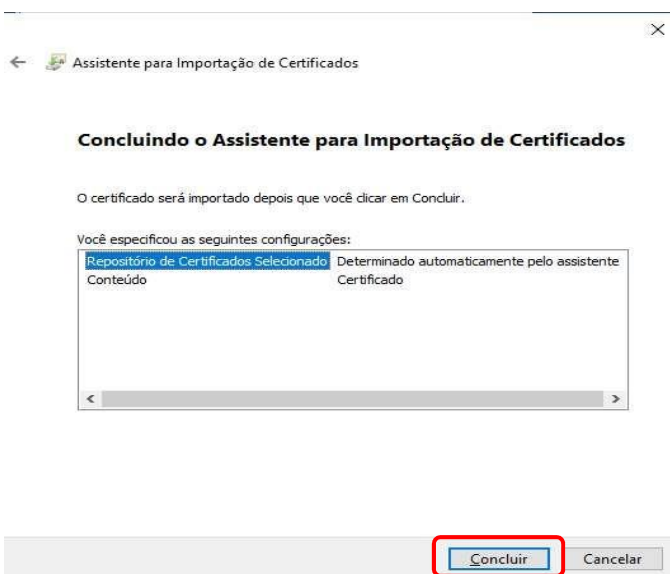 Assistente para Importação de Certificados
Concluindo o Assistente para Importação de Certificados
O certificado será importado depois que você clicar em Concluir.
Você especificou as seguintes configurações:
Repositório de Certificados Selecionado Determinado automaticamente pelo assistente
Conteúdo Certificado
Concluir Cancelar